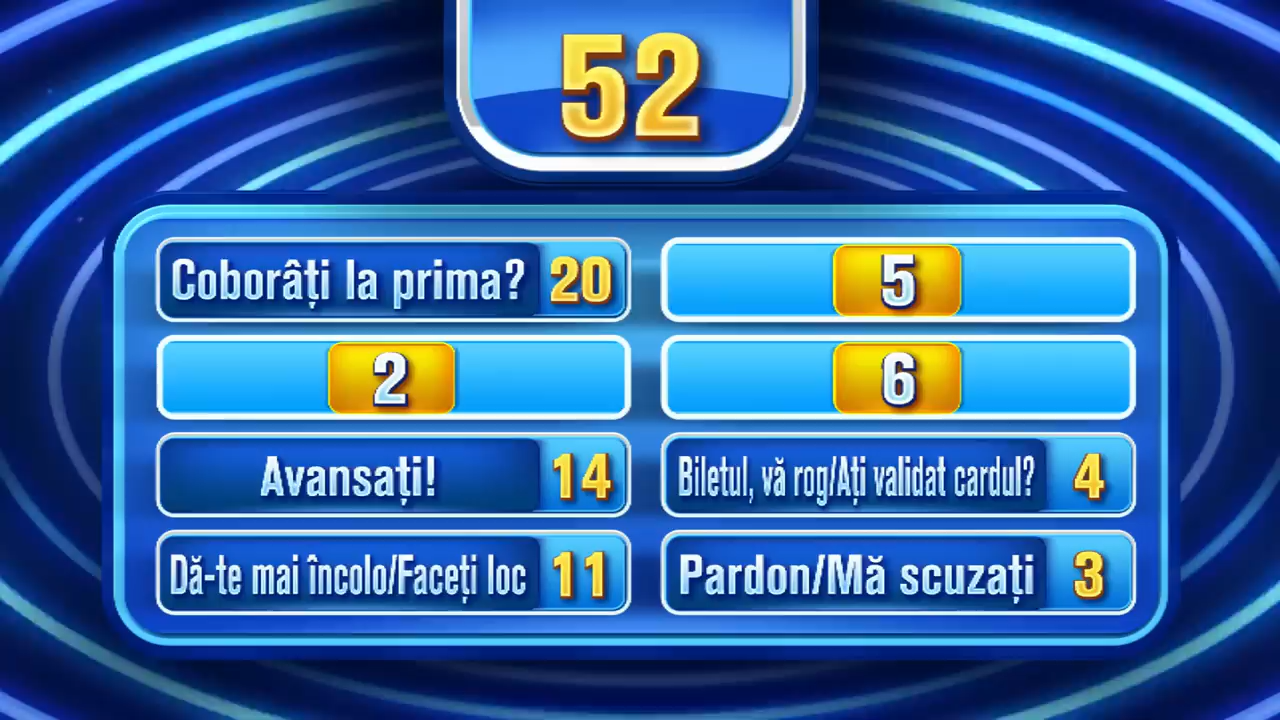 52
Coborâți la prima? 20
5
2
6
Avansați! 14
Biletul, vă rog/Ați validat cardul? 4
Dă-te mai încolo/Faceți loc 11
Pardon/Mă scuzați 3